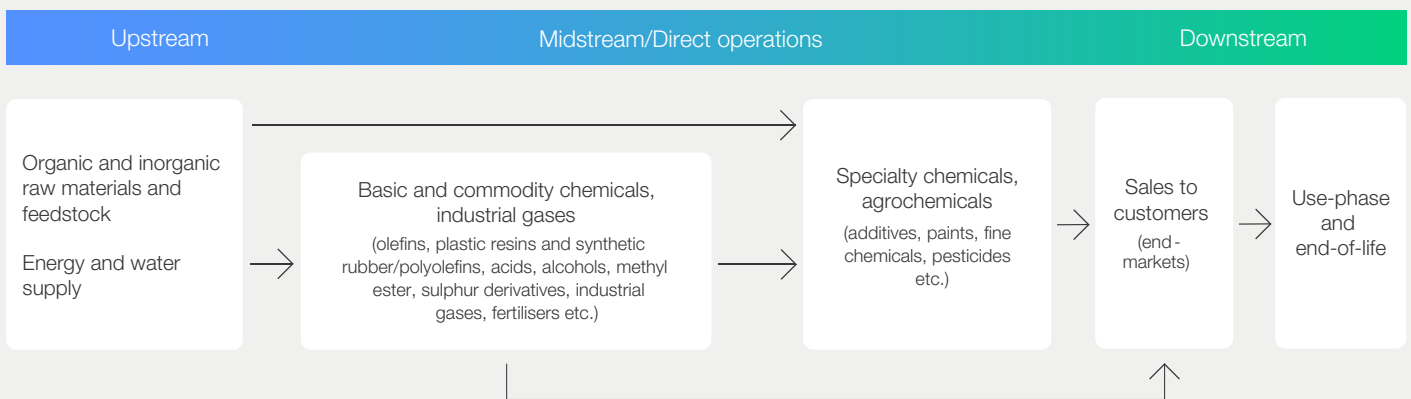 Upstream
Midstream/Direct operations
Downstream
Organic and inorganic
raw materials and
feedstock
Energy and water
supply
Basic and commodity chemicals,
industrial gases
(olefins, plastic resins and synthetic
rubber/polyolefins, acids, alcohols, methyl
ester, sulphur derivatives, industrial
gases, fertilisers etc.)
Specialty chemicals,
agrochemicals
(additives, paints, fine
chemicals, pesticides
etc.)
Sales to
customers
(end-
markets)
Use-phase
and
end-of-life